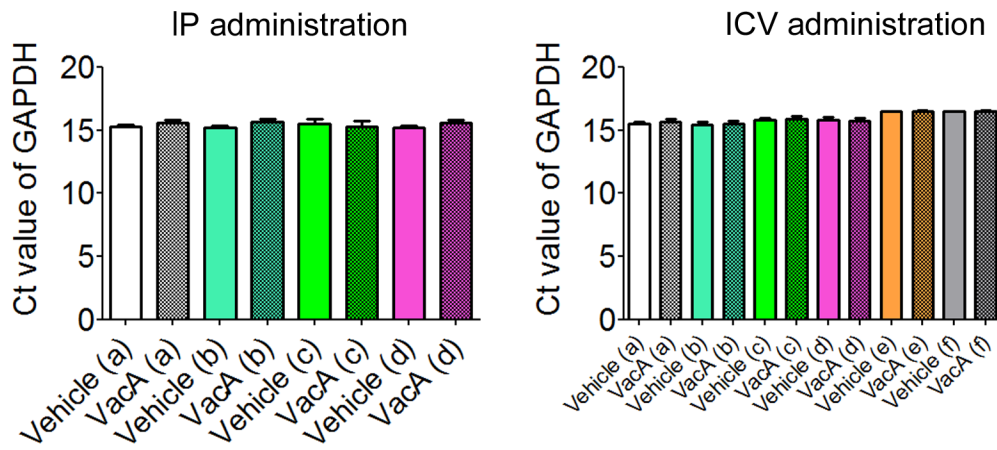 IP administration
Ct value of GAPDH
20
15
10
5
0
Vehicle (a)
VacA (a)
Vehicle (b)
VacA (b)
Vehicle (c)
VacA (c)
Vehicle (d)
VacA (d)
ICV administration
Ct value of GAPDH
20
15
10
5
0
Vehicle (a)
VacA (a)
Vehicle (b)
VacA (b)
Vehicle (c)
VacA (c)
Vehicle (d)
VacA (d)
Vehicle (e)
VacA (e)
Vehicle (f)
VacA (f)